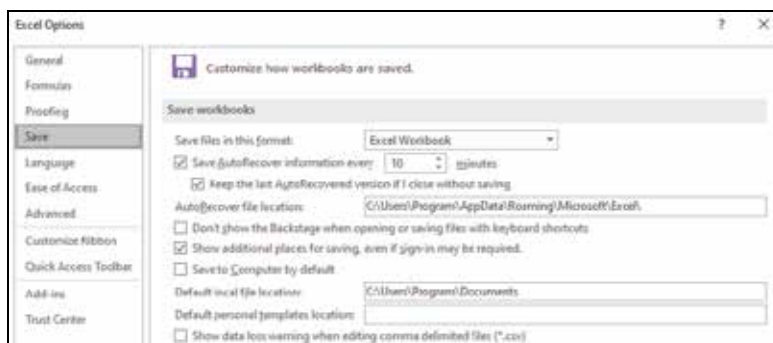 Excel Options ? ×
General
Formulas
Proofing
Save
Language
Ease of Access
Advanced
Customize Ribbon
Quick Access Toolbar
Add-ins
Trust Center
Customize how workbooks are saved.
Save workbooks
Save files in this format: Excel Workbook
Save AutoRecover information every 10 minutes
Keep the last AutoRecovered version if I close without saving
AutoRecover file location: C:\Users\Program\AppData\Roaming\Microsoft\Excel\
Don't show the Backstage when opening or saving files with keyboard shortcuts
Show additional places for saving, even if sign-in may be required.
Save to Computer by default
Default local file location: C:\Users\Program\Documents
Default personal templates location:
Show data loss warning when editing comma delimited files (*.csv)